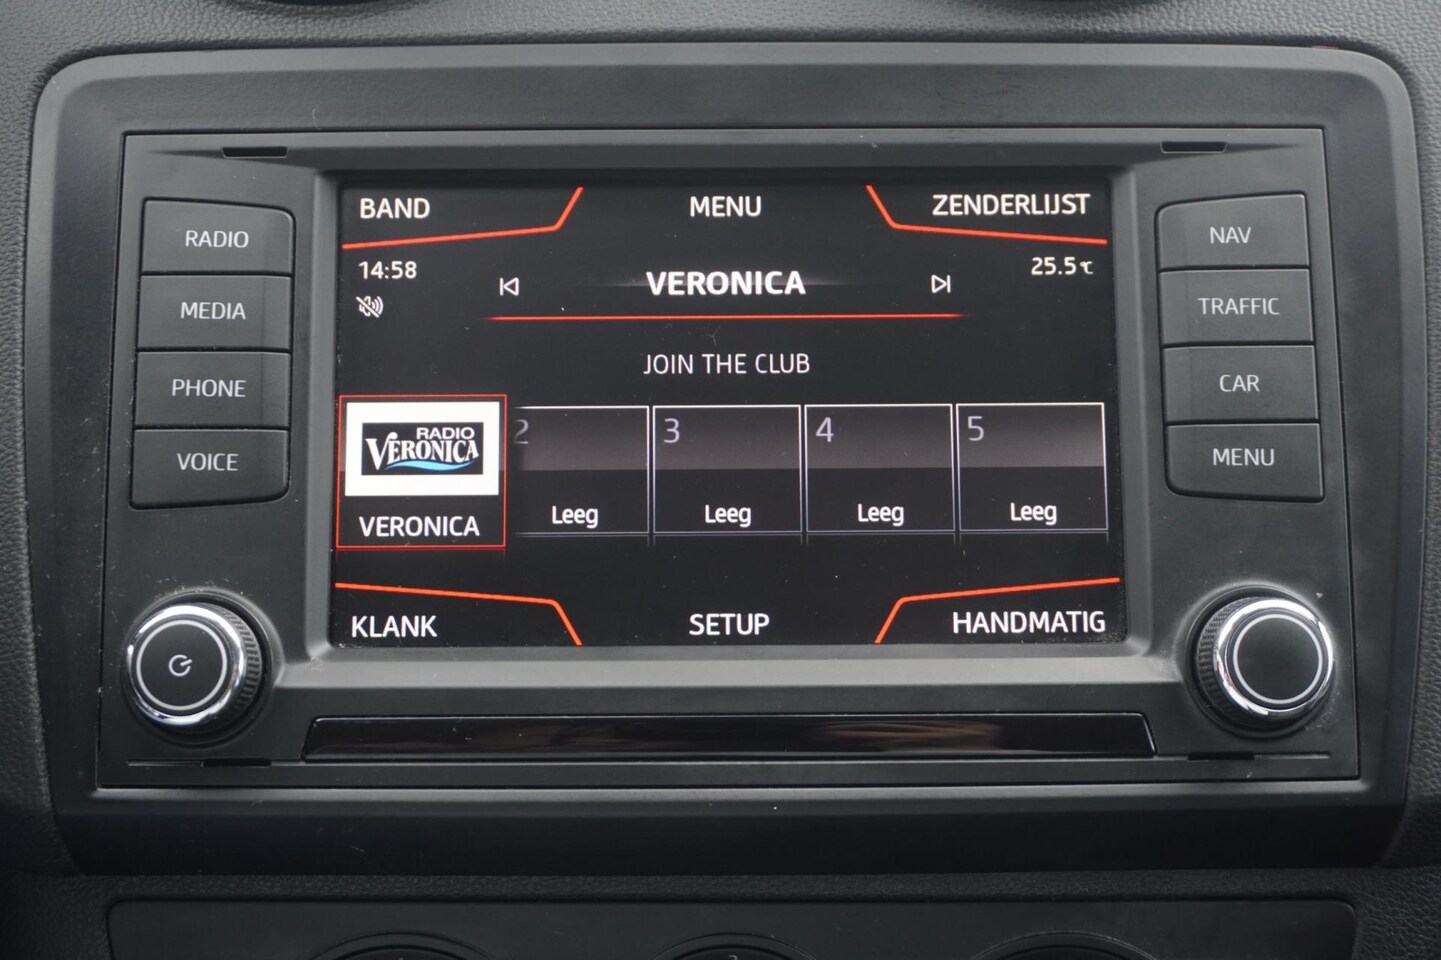 BAND
MENU
ZENDERLIJST
14:58
VERONICA
25.5°C
JOIN THE CLUB
RADIO
VERONICA
VERONICA
2
Leeg
3
Leeg
4
Leeg
5
Leeg
KLANK
SETUP
HANDMATIG
RADIO
MEDIA
PHONE
VOICE
NAV
TRAFFIC
CAR
MENU